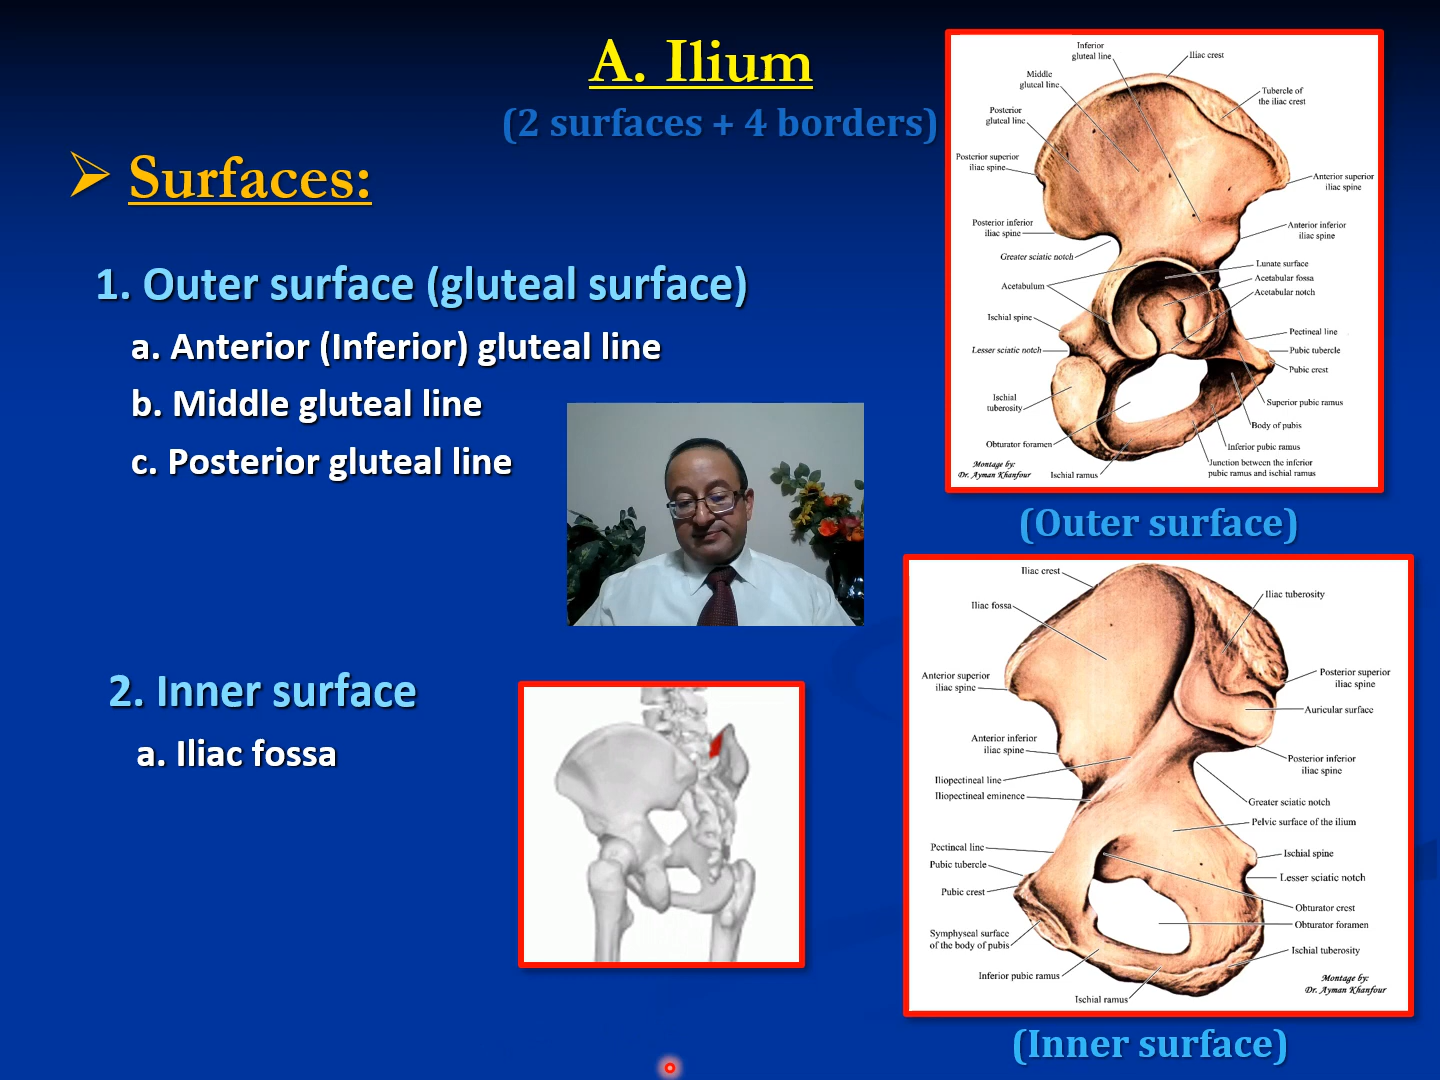 A. Ilium
(2 surfaces + 4 borders)
Surfaces:
1. Outer surface (gluteal surface)
a. Anterior (Inferior) gluteal line
b. Middle gluteal line
c. Posterior gluteal line
2. Inner surface
a. Iliac fossa
Inferior
gluteal line
Iliac crest
Middle
gluteal line
Tubercle of
the iliac crest
Posterior
gluteal line
Posterior superior
iliac spine
Anterior superior
iliac spine
Posterior inferior
iliac spine
Anterior inferior
iliac spine
Greater sciatic notch
Lunate surface
Acetabular fossa
Acetabulum
Acetabular notch
Ischial spine
Pectineal line
Lesser sciatic notch
Pubic tubercle
Pubic crest
Ischial
tuberosity
Superior pubic ramus
Body of pubis
Obturator foramen
Inferior pubic ramus
Junction between the inferior
pubic ramus and ischial ramus
Montage by:
Dr. Ayman Khanfour
Ischial ramus
(Outer surface)
Iliac crest
Iliac fossa
Iliac tuberosity
Anterior superior
iliac spine
Posterior superior
iliac spine
Auricular surface
Anterior inferior
iliac spine
Posterior inferior
iliac spine
Iliopectineal line
Iliopectineal eminence
Greater sciatic notch
Pelvic surface of the ilium
Pectineal line
Ischial spine
Pubic tubercle
Lesser sciatic notch
Pubic crest
Obturator crest
Obturator foramen
Symphyseal surface
of the body of pubis
Ischial tuberosity
Inferior pubic ramus
Ischial ramus
Montage by:
Dr. Ayman Khanfour
(Inner surface)